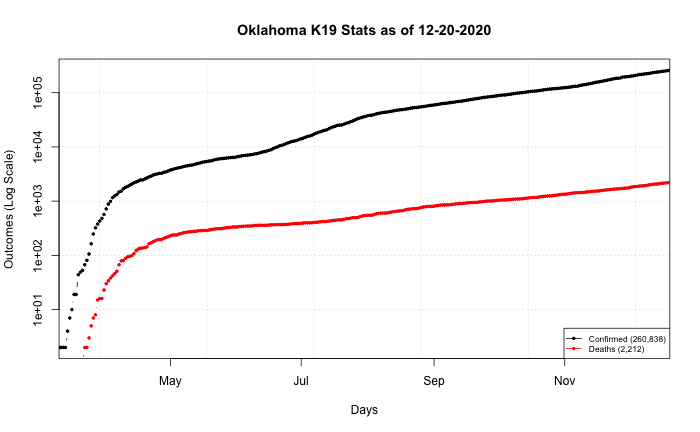 Oklahoma K19 Stats as of 12-20-2020
Outcomes (Log Scale)
1e+05
1e+04
1e+03
1e+02
1e+01
Confirmed (260,838)
Deaths (2,212)
May Jul Sep Nov
Days